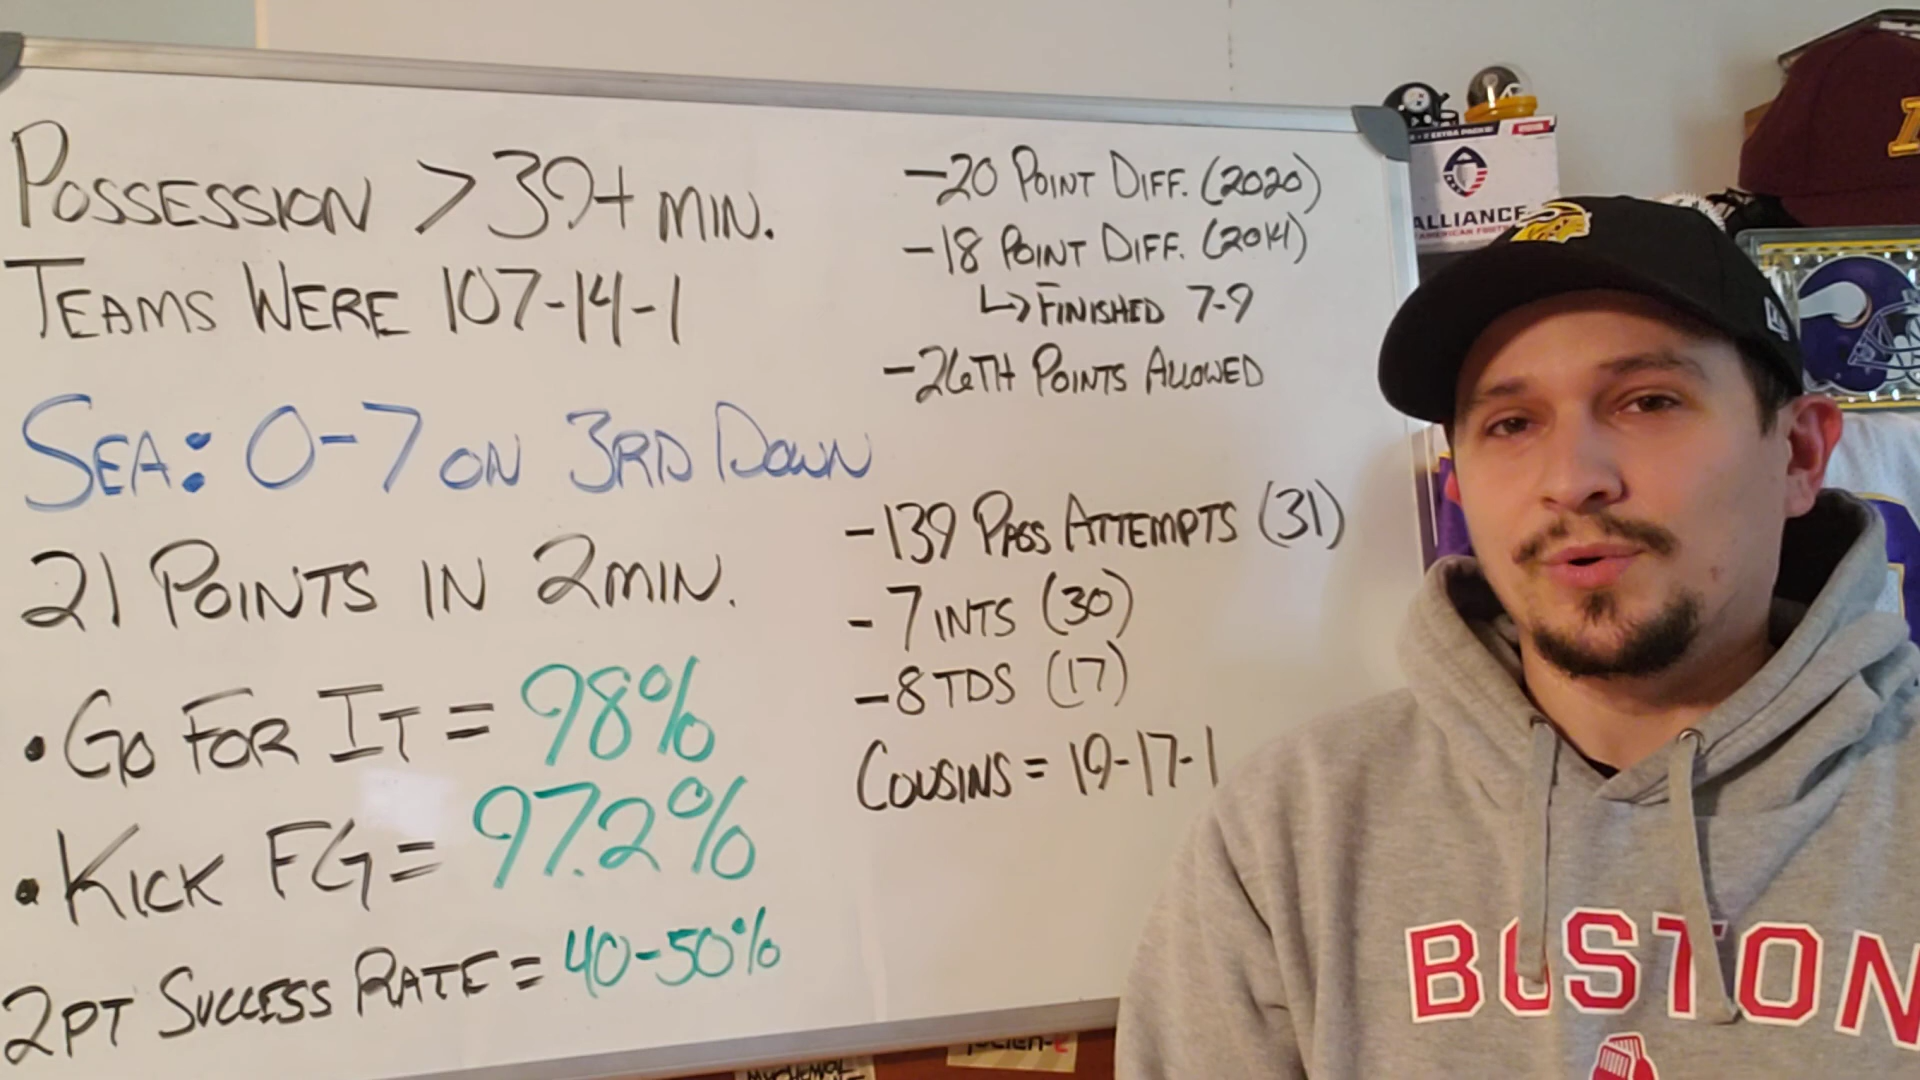 POSSESSION > 39+ MIN.
TEAMS WERE 107-14-1
SEA: 0-7 ON 3RD DOWN
21 POINTS IN 2 MIN.
• GO FOR IT = 98%
• KICK FG = 97.2%
2PT SUCCESS RATE = 40-50%
-20 POINT DIFF. (2020)
-18 POINT DIFF. (2014)
↳ FINISHED 7-9
-26TH POINTS ALLOWED
-139 PASS ATTEMPTS (31)
-7 INTS (30)
-8 TDS (17)
COUSINS = 19-17-1
ALLIANCE
BOSTON